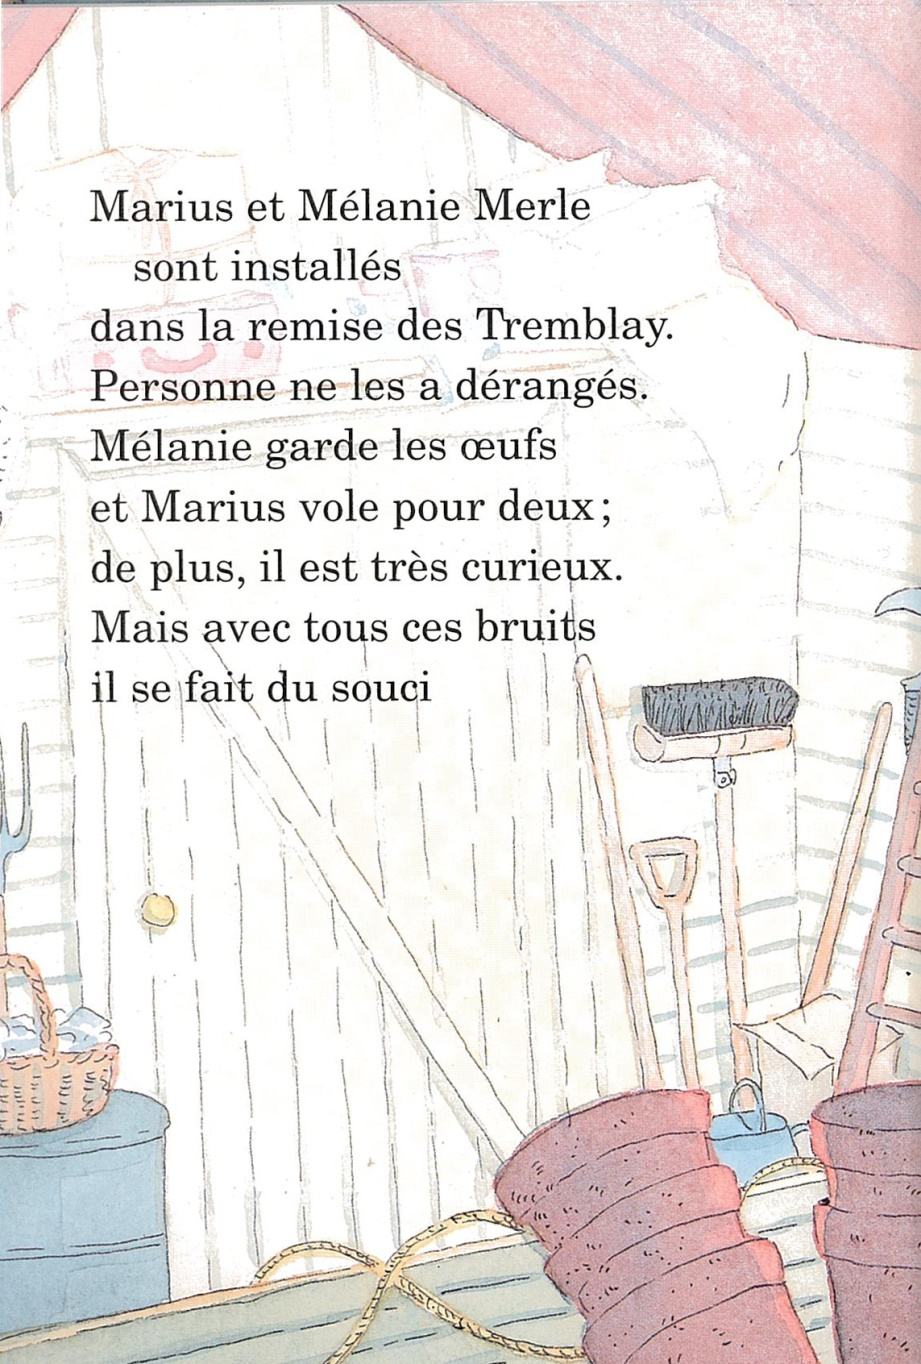 Marius et Mélanie Merle
sont installés
dans la remise des Tremblay.
Personne ne les a dérangés.
Mélanie garde les œufs
et Marius vole pour deux;
de plus, il est très curieux.
Mais avec tous ces bruits
il se fait du souci